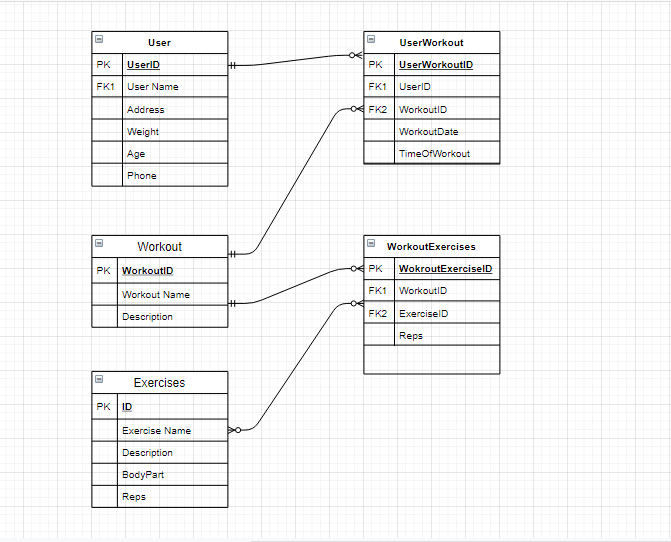 User
PK UserID
FK1 User Name
Address
Weight
Age
Phone
UserWorkout
PK UserWorkoutID
FK1 UserID
FK2 WorkoutID
WorkoutDate
TimeOfWorkout
Workout
PK WorkoutID
Workout Name
Description
WorkoutExercises
PK WokroutExerciseID
FK1 WorkoutID
FK2 ExerciseID
Reps
Exercises
PK ID
Exercise Name
Description
BodyPart
Reps